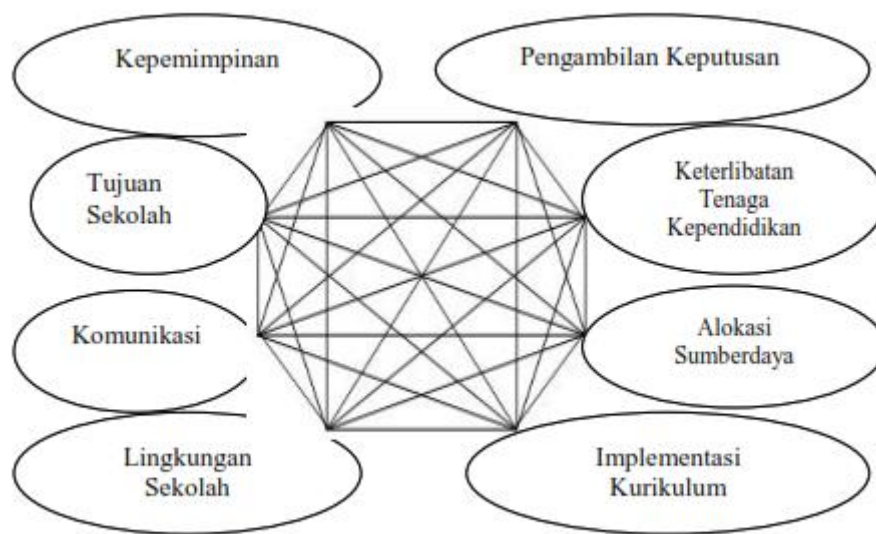 Kepemimpinan
Pengambilan Keputusan
Tujuan
Sekolah
Keterlibatan
Tenaga
Kependidikan
Komunikasi
Alokasi
Sumberdaya
Lingkungan
Sekolah
Implementasi
Kurikulum